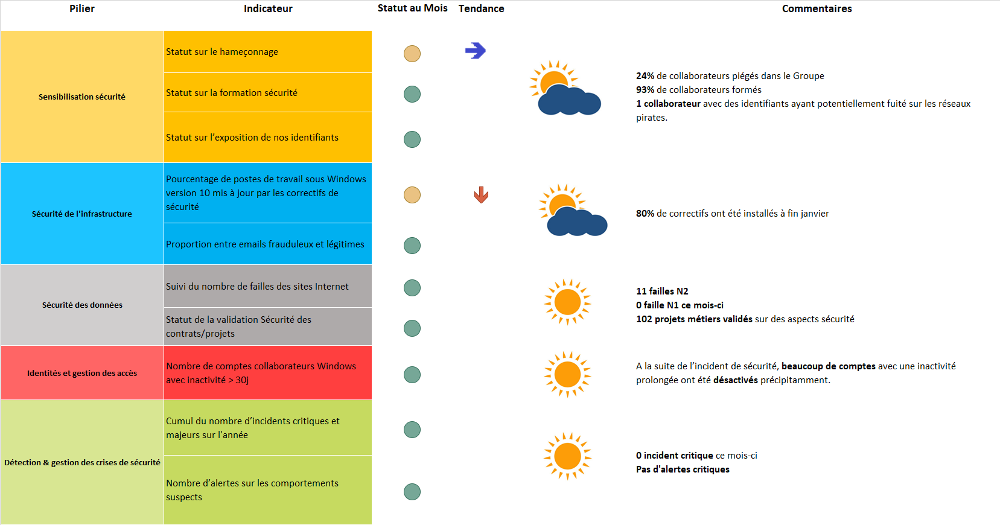 Pilier
Indicateur
Statut au Mois
Tendance
Commentaires
Sensibilisation sécurité
Statut sur le hameçonnage
Statut sur la formation sécurité
Statut sur l’exposition de nos identifiants
24% de collaborateurs piégés dans le Groupe
93% de collaborateurs formés
1 collaborateur avec des identifiants ayant potentiellement fuité sur les réseaux
pirates.
Sécurité de l'infrastructure
Pourcentage de postes de travail sous Windows
version 10 mis à jour par les correctifs de
sécurité
Proportion entre emails frauduleux et légitimes
80% de correctifs ont été installés à fin janvier
Sécurité des données
Suivi du nombre de failles des sites Internet
Statut de la validation Sécurité des
contrats/projets
11 failles N2
0 faille N1 ce mois-ci
102 projets métiers validés sur des aspects sécurité
Identités et gestion des accès
Nombre de comptes collaborateurs Windows
avec inactivité > 30j
A la suite de l’incident de sécurité, beaucoup de comptes avec une inactivité
prolongée ont été désactivés précipitamment.
Détection & gestion des crises de sécurité
Cumul du nombre d’incidents critiques et
majeurs sur l'année
Nombre d’alertes sur les comportements
suspects
0 incident critique ce mois-ci
Pas d'alertes critiques